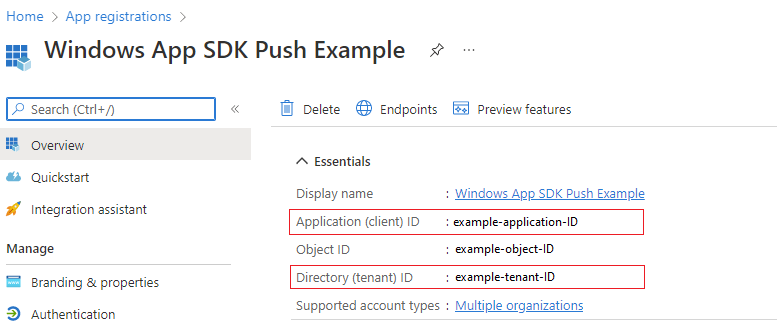 Home > App registrations >
Windows App SDK Push Example ...
Search (Ctrl+/) «
Delete Endpoints Preview features
Overview
Quickstart
Integration assistant
Manage
Branding & properties
Authentication
Essentials
Display name : Windows App SDK Push Example
Application (client) ID : example-application-ID
Object ID : example-object-ID
Directory (tenant) ID : example-tenant-ID
Supported account types : Multiple organizations